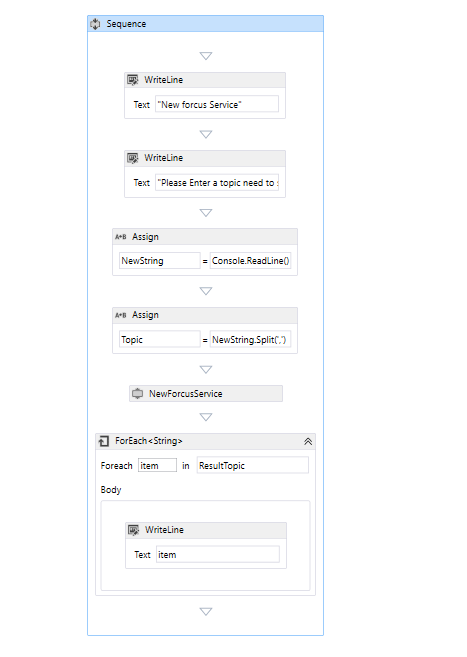 Sequence
WriteLine
Text "New forcus Service"
WriteLine
Text "Please Enter a topic need to
A+B Assign
NewString = Console.ReadLine()
A+B Assign
Topic = NewString.Split(',')
NewForcusService
ForEach<String>
Foreach item in ResultTopic
Body
WriteLine
Text item